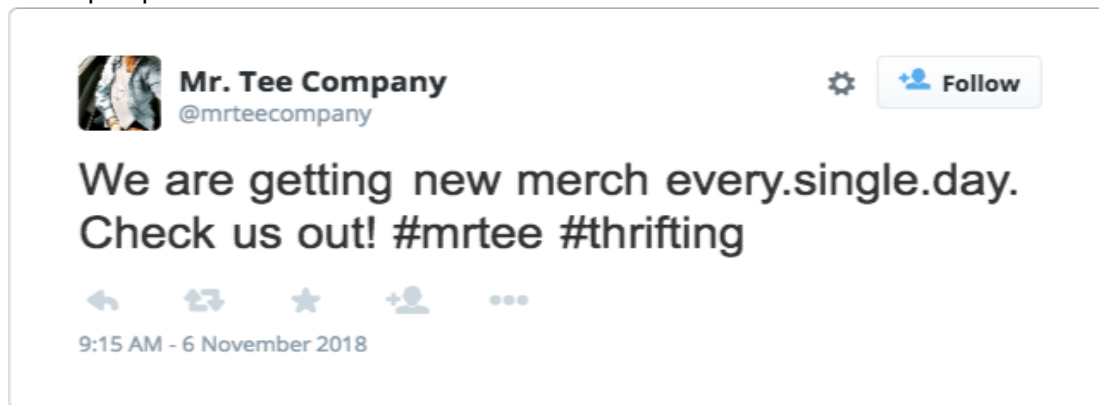 Mr. Tee Company
@mrteecompany
Follow
We are getting new merch every.single.day.
Check us out! #mrtee #thrifting
9:15 AM - 6 November 2018